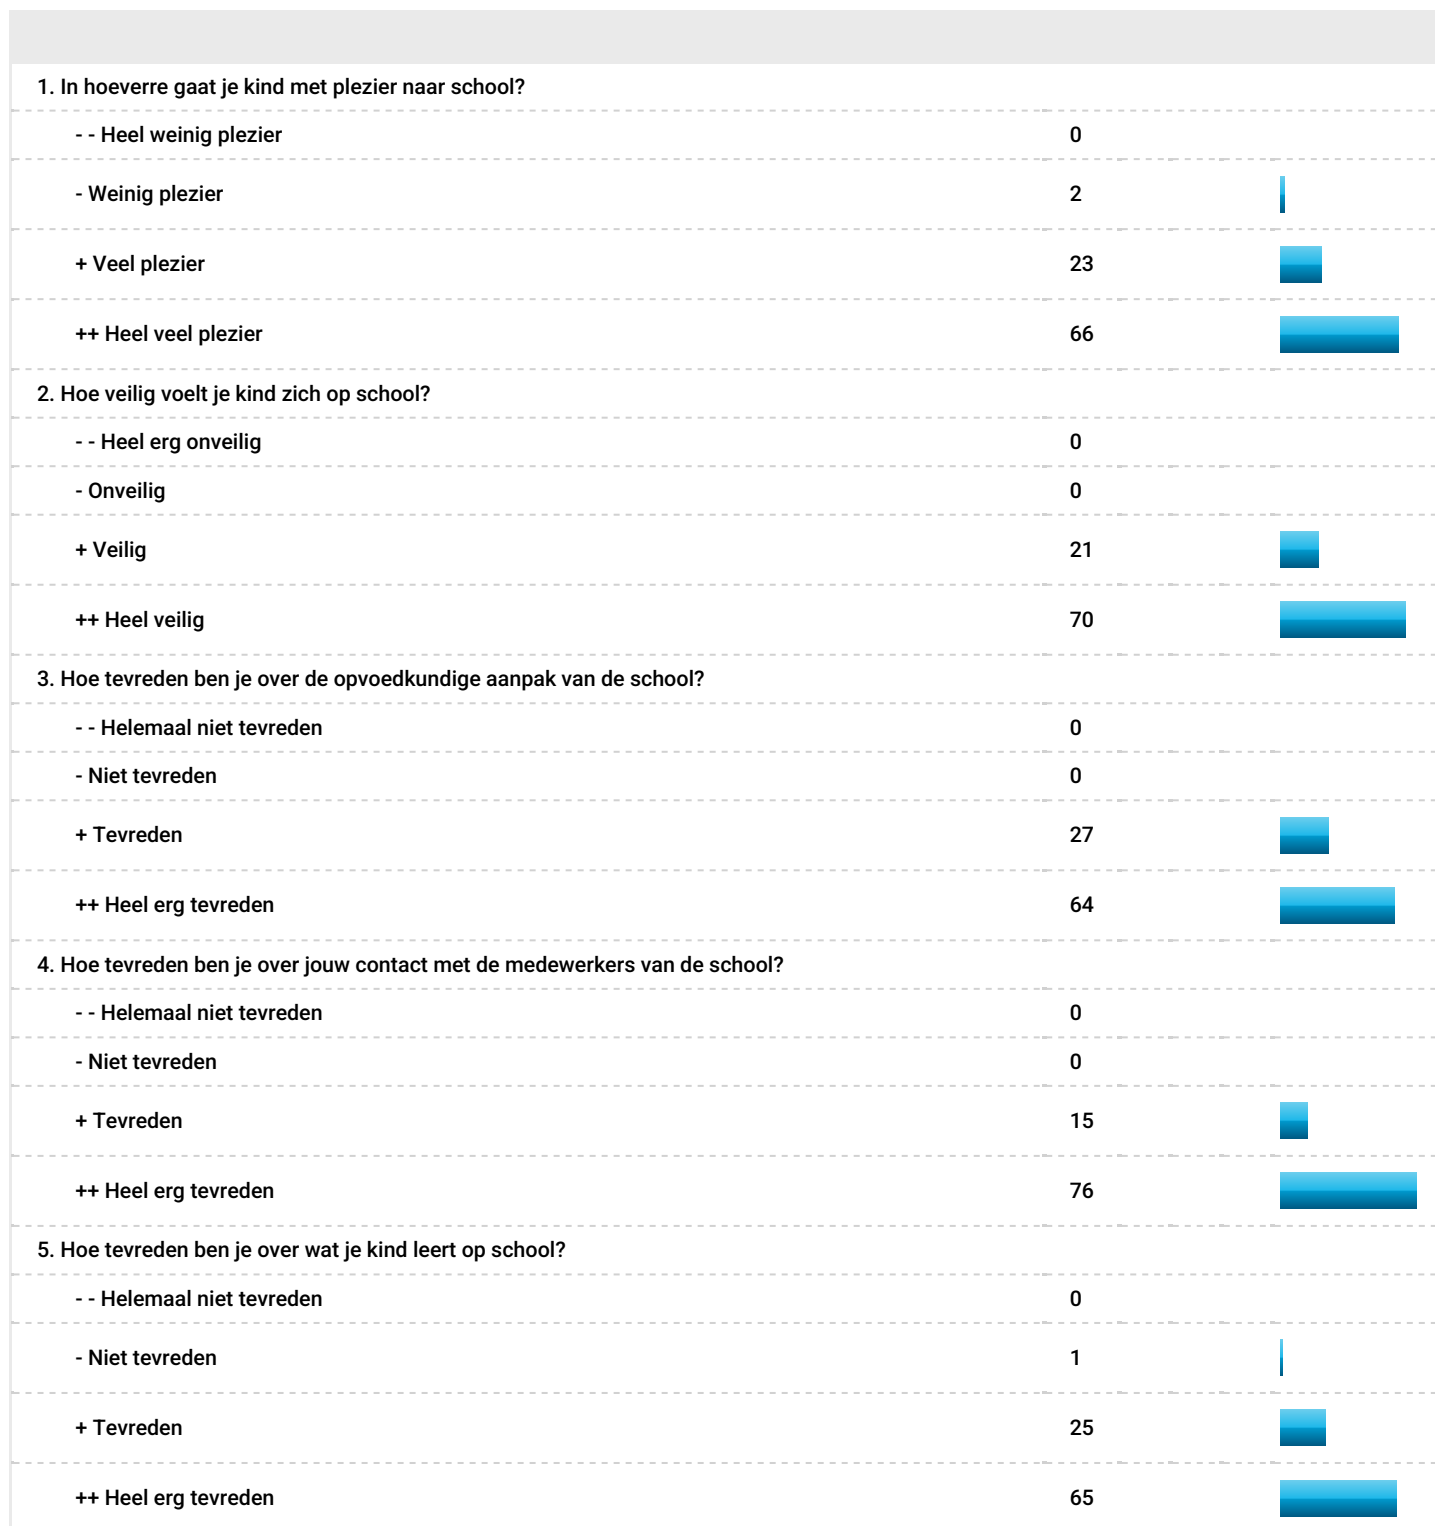 1. In hoeverre gaat je kind met plezier naar school?
- - Heel weinig plezier 0
- Weinig plezier 2
+ Veel plezier 23
++ Heel veel plezier 66
2. Hoe veilig voelt je kind zich op school?
- - Heel erg onveilig 0
- Onveilig 0
+ Veilig 21
++ Heel veilig 70
3. Hoe tevreden ben je over de opvoedkundige aanpak van de school?
- - Helemaal niet tevreden 0
- Niet tevreden 0
+ Tevreden 27
++ Heel erg tevreden 64
4. Hoe tevreden ben je over jouw contact met de medewerkers van de school?
- - Helemaal niet tevreden 0
- Niet tevreden 0
+ Tevreden 15
++ Heel erg tevreden 76
5. Hoe tevreden ben je over wat je kind leert op school?
- - Helemaal niet tevreden 0
- Niet tevreden 1
+ Tevreden 25
++ Heel erg tevreden 65